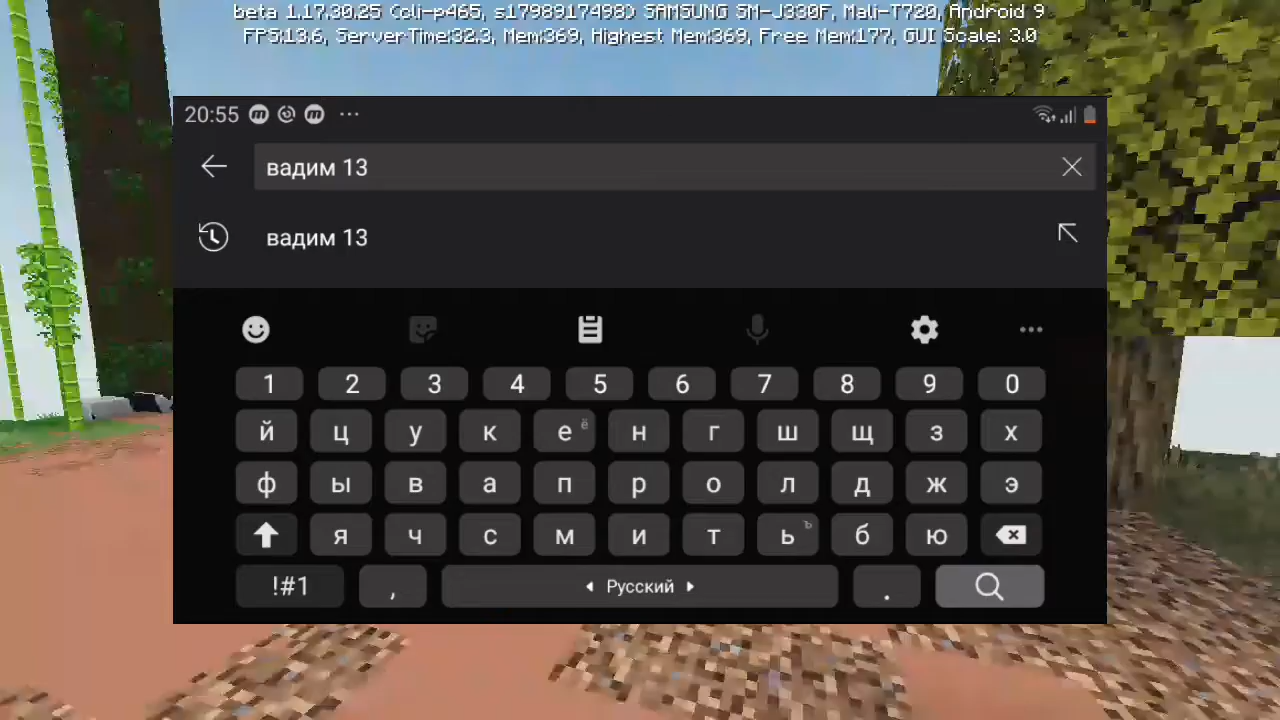 beta 1.17.30.25 (cli-p465, s1798917498) SAMSUNG SM-J330F, Mali-T720, Android 9
FPS:13.6, ServerTime:32.3, Mem:369, Highest Mem:369, Free Mem:177, GUI Scale: 3.0
20:55
вадим 13
вадим 13
1 2 3 4 5 6 7 8 9 0
й ц у к е ё н г ш щ з х
ф ы в а п р о л д ж э
я ч с м и т ь ъ б ю
!#1 , Русский .